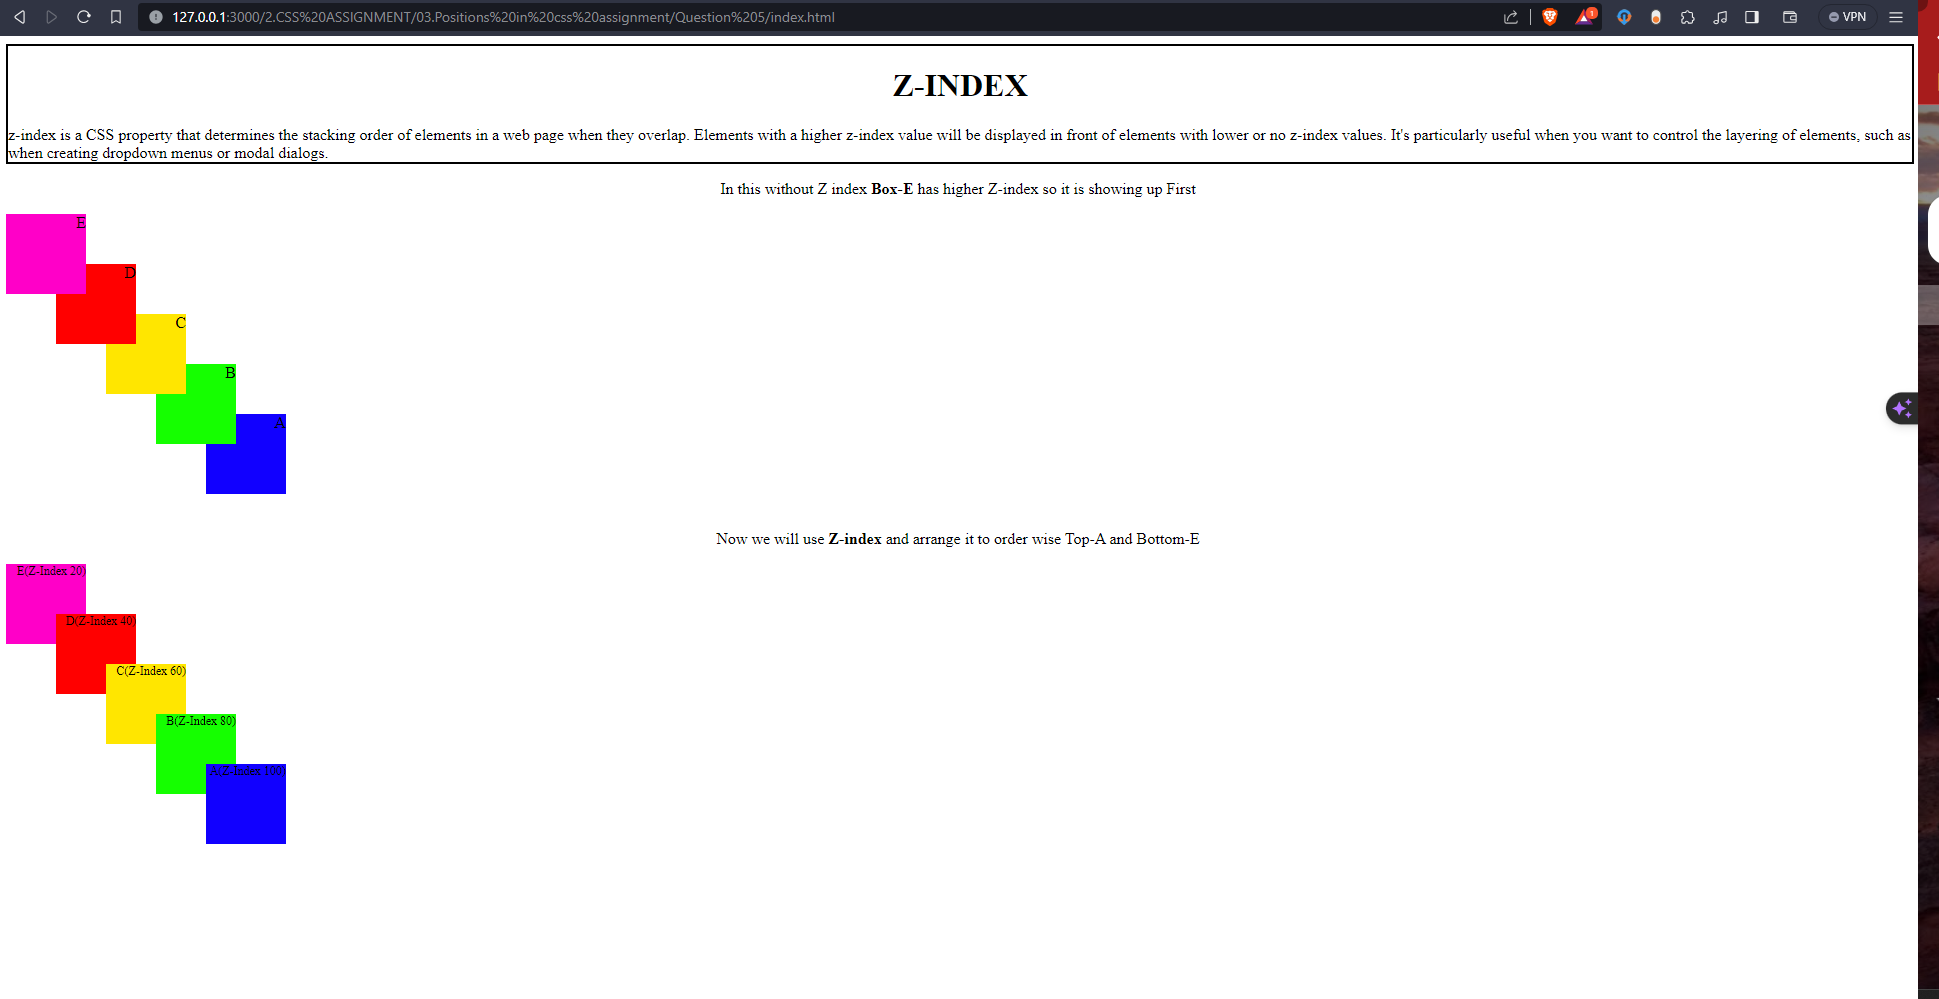 127.0.0.1:3000/2.CSS%20ASSIGNMENT/03.Positions%20in%20css%20assignment/Question%205/index.html
1
VPN
Z-INDEX
z-index is a CSS property that determines the stacking order of elements in a web page when they overlap. Elements with a higher z-index value will be displayed in front of elements with lower or no z-index values. It's particularly useful when you want to control the layering of elements, such as
when creating dropdown menus or modal dialogs.
In this without Z index Box-E has higher Z-index so it is showing up First
E
D
C
B
A
Now we will use Z-index and arrange it to order wise Top-A and Bottom-E
E(Z-Index 20)
D(Z-Index 40)
C(Z-Index 60)
B(Z-Index 80)
A(Z-Index 100)